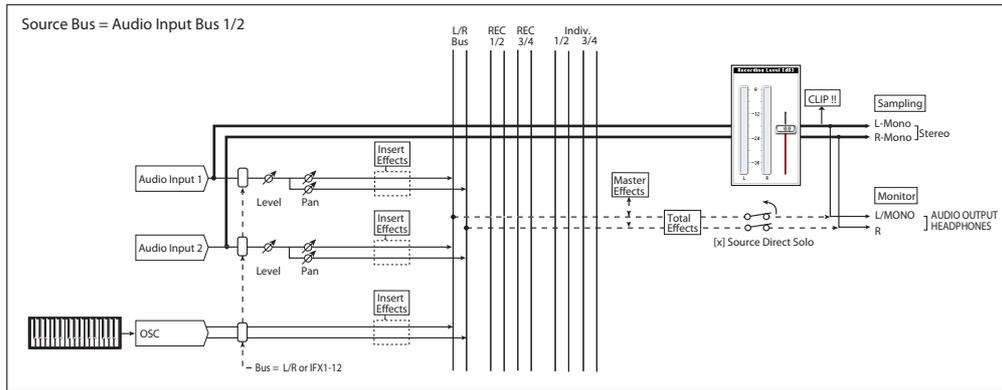 Source Bus = Audio Input Bus 1/2
L/R
Bus
REC
1/2
REC
3/4
Indiv.
1/2 3/4
CLIP !!
Sampling
L-Mono
R-Mono
Stereo
0
-12
-24
L R
Audio Input 1
Level
Pan
Insert
Effects
Master
Effects
Total
Effects
[x] Source Direct Solo
Monitor
L/MONO
R
AUDIO OUTPUT
HEADPHONES
Audio Input 2
Level
Pan
Insert
Effects
OSC
Insert
Effects
Bus = L/R or IFX1-12